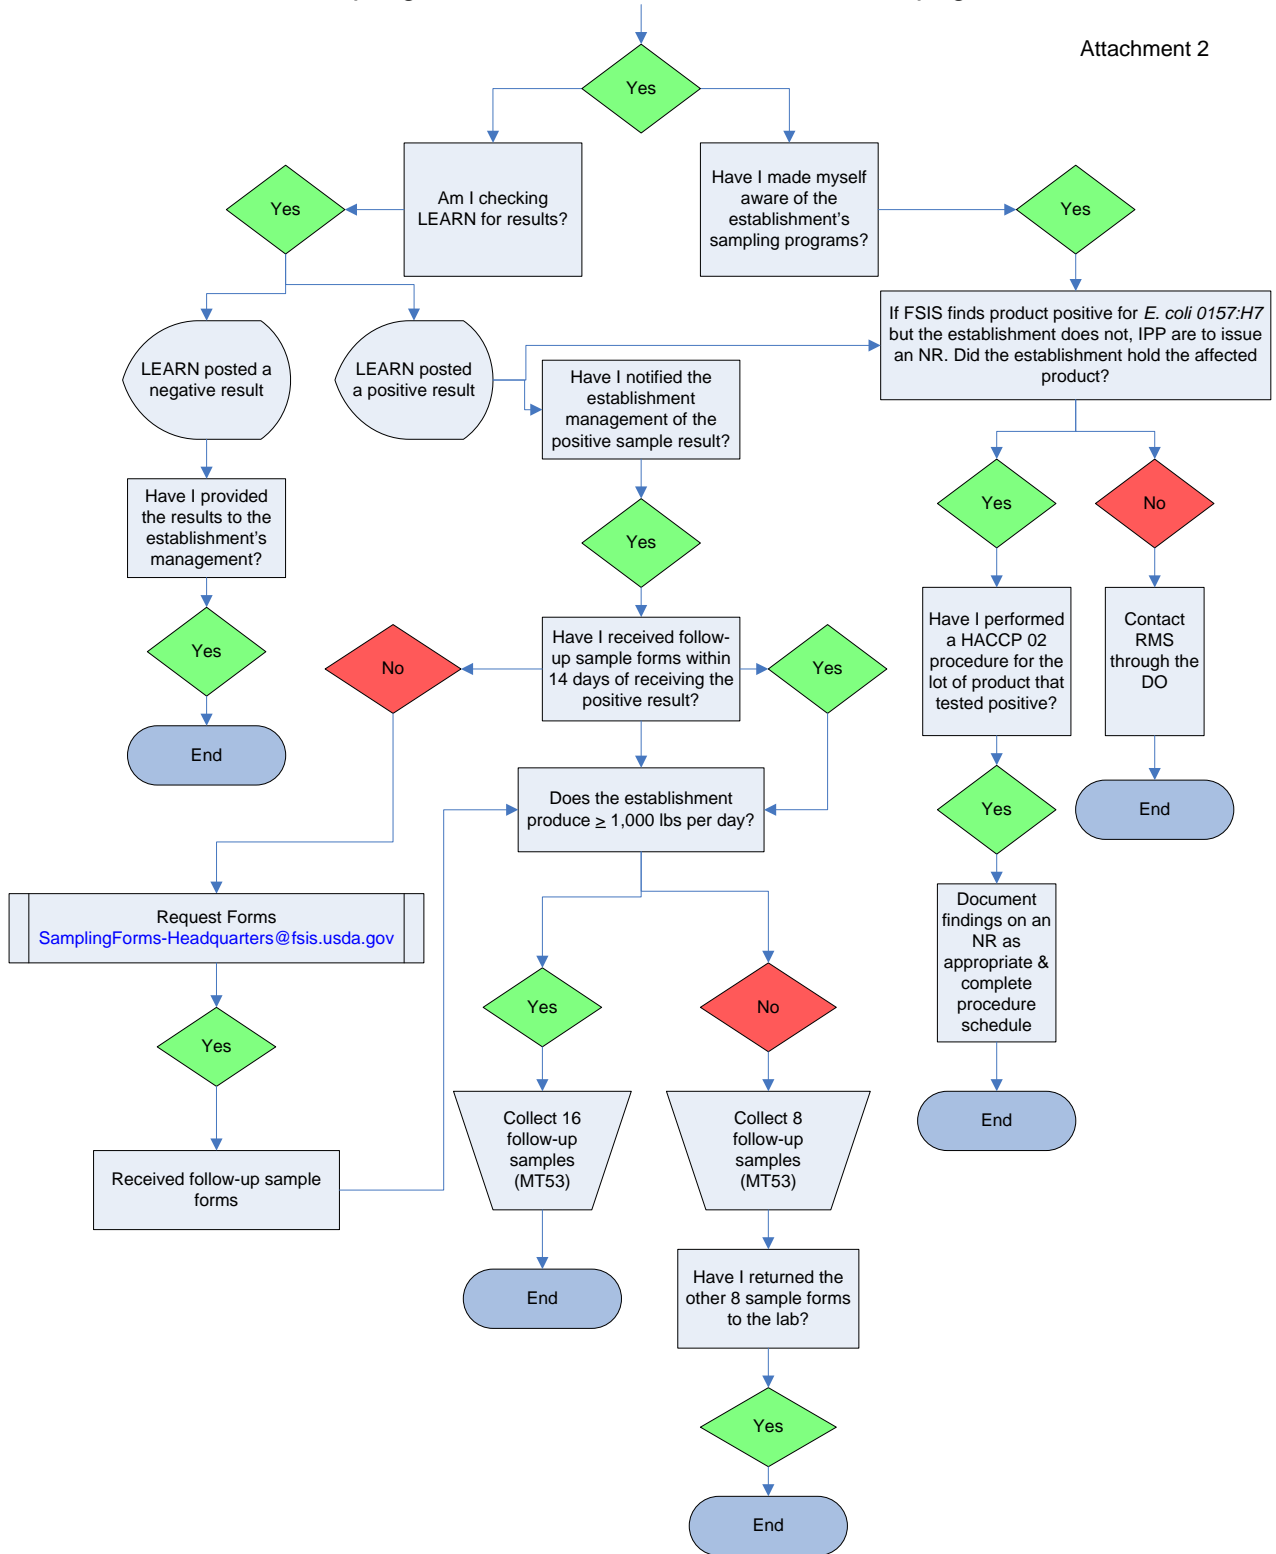 Attachment 2
Yes
Am I checking
LEARN for results?
Yes
Have I made myself
aware of the
establishment's
sampling programs?
Yes
LEARN posted a
negative result
LEARN posted
a positive result
If FSIS finds product positive for E. coli 0157:H7
but the establishment does not, IPP are to issue
an NR. Did the establishment hold the affected
product?
Have I notified the
establishment
management of the
positive sample result?
Have I provided
the results to the
establishment's
management?
Yes
Yes
No
Yes
End
Have I received follow-
up sample forms within
14 days of receiving the
positive result?
No
Yes
Have I performed
a HACCP 02
procedure for the
lot of product that
tested positive?
Contact
RMS
through the
DO
Yes
End
Does the establishment
produce ≥ 1,000 lbs per day?
Request Forms
SamplingForms-Headquarters@fsis.usda.gov
Yes
Received follow-up sample
forms
Yes
No
Document
findings on an
NR as
appropriate &
complete
procedure
schedule
End
Collect 16
follow-up
samples
(MT53)
Collect 8
follow-up
samples
(MT53)
End
Have I returned the
other 8 sample forms
to the lab?
Yes
End